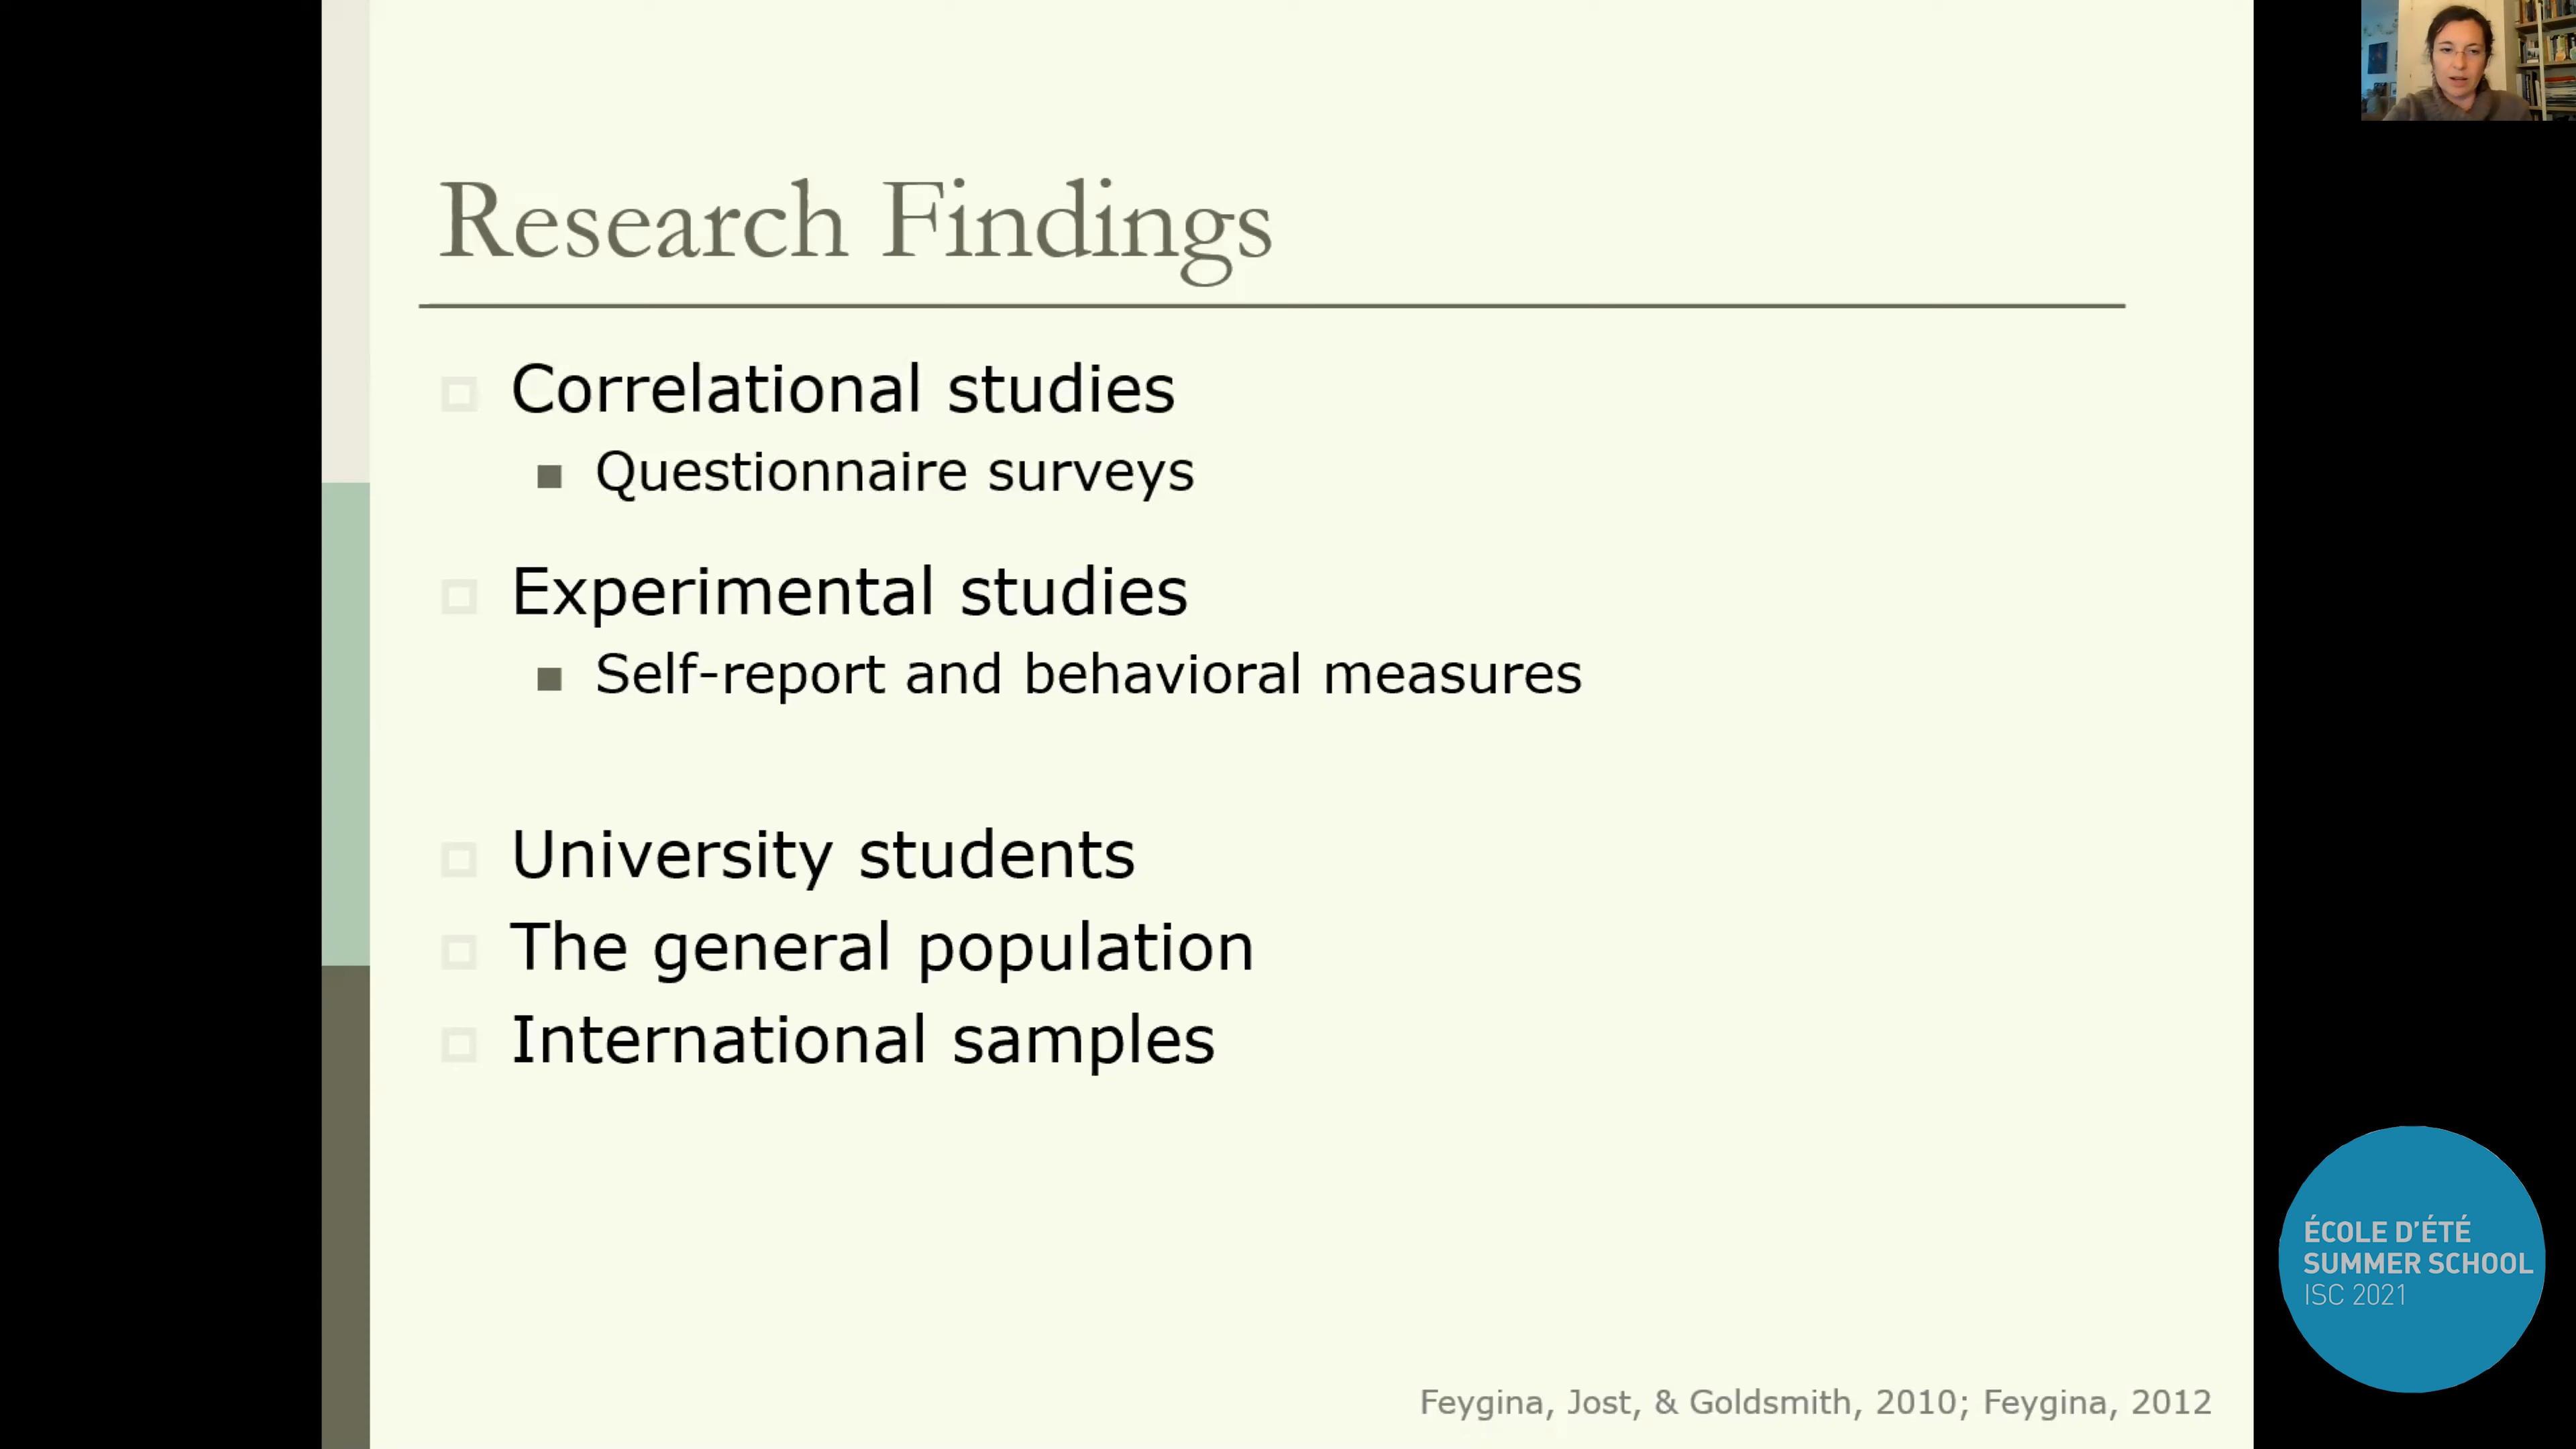 Research Findings
Correlational studies
Questionnaire surveys
Experimental studies
Self-report and behavioral measures
University students
The general population
International samples
Feygina, Jost, & Goldsmith, 2010; Feygina, 2012
ÉCOLE D'ÉTÉ
SUMMER SCHOOL
ISC 2021